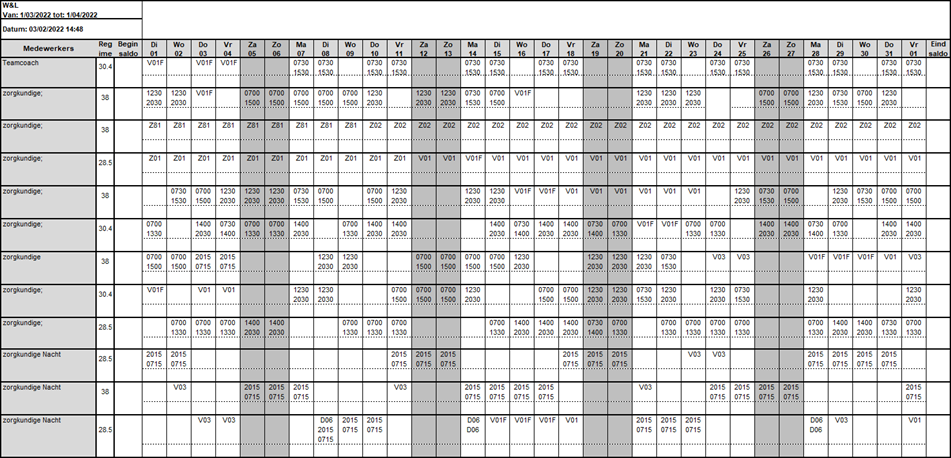 W&L
Van: 1/03/2022 tot: 1/04/2022
Datum: 03/02/2022 14:48
Medewerkers Reg ime Begin saldo Di 01 Wo 02 Do 03 Vr 04 Za 05 Zo 06 Ma 07 Di 08 Wo 09 Do 10 Vr 11 Za 12 Zo 13 Ma 14 Di 15 Wo 16 Do 17 Vr 18 Za 19 Zo 20 Ma 21 Di 22 Wo 23 Do 24 Vr 25 Za 26 Zo 27 Ma 28 Di 29 Wo 30 Do 31 Vr 01 Eind saldo
Teamcoach 30.4 V01F V01F V01F 0730 0730 0730 0730 0730 0730 0730 0730 0730 0730 0730 0730 0730 0730 0730 0730
1530 1530 1530 1530 1530 1530 1530 1530 1530 1530 1530 1530 1530 1530 1530 1530
zorgkundige; 38 1230 1230 V01F 0700 0700 0700 0700 0700 1230 1230 1230 0730 0700 V01F 1230 1230 1230 0700 0700 0730 1230 1230
2030 2030 1500 1500 1500 1500 1500 2030 2030 2030 1530 1500 2030 2030 2030 1500 1500 1530 2030 2030
zorgkundige; 38 Z81 Z81 Z81 Z81 Z81 Z81 Z81 Z81 Z81 Z02 Z02 Z02 Z02 Z02 Z02 Z02 Z02 Z02 Z02 Z02 Z02 Z02 Z02 Z02 Z02 Z02 Z02 Z02 Z02 Z02 Z02 Z02
zorgkundige; 28.5 Z01 Z01 Z01 Z01 Z01 Z01 Z01 Z01 Z01 Z01 Z01 V01 V01 V01F V01 V01 V01 V01 V01 V01 V01 V01 V01 V01 V01 V01 V01 V01 V01 V01 V01 V01
zorgkundige; 38 0730 0700 1230 1230 1230 0700 0700 0700 1230 1230 1230 V01F V01F V01 V01 V01 V01 V01 V01 1230 0730 0700 1230 0730 0700 0700
1530 1500 2030 2030 2030 1500 1500 1500 2030 2030 2030 2030 1530 1500 2030 1530 1500 1500
zorgkundige; 30.4 0700 1400 0730 0700 0700 1400 0700 1400 1400 0700 0730 1400 1400 0730 0700 V01F V01F 0700 0700 1400 1400 0730 0700 1400 1400
1330 2030 1400 1330 1330 2030 1330 2030 2030 1330 1400 2030 2030 1400 1330 1330 1330 2030 2030 1400 1330 2030 2030
zorgkundige 38 0700 0700 2015 2015 1230 1230 0700 0700 0700 1230 1230 1230 1230 0700 0730 V03 V03 V01F V01F V01F V01 V03
1500 1500 0715 0715 2030 2030 1500 1500 1500 2030 2030 2030 2030 1500 1530
zorgkundige; 30.4 V01F V01 V01 1230 1230 0700 0700 0700 1230 0700 0700 1230 1230 1230 1230 0700 1230 1230
2030 2030 1500 1500 1500 2030 1500 1500 2030 2030 2030 2030 1500 2030 2030
zorgkundige; 28.5 0700 0700 0700 1400 1400 0700 0700 0700 0700 1400 1400 1400 0730 0700 1400 0700 0700 0700 1400 1400 0700 0700
1330 1330 1330 2030 2030 1330 1330 1330 1500 2030 2030 2030 1400 1330 2030 1330 1330 1330 2030 2030 1330 1330
zorgkundige Nacht 28.5 2015 2015 2015 2015 2015 2015 2015 2015 V03 V03 2015 2015 2015 2015
0715 0715 0715 0715 0715 0715 0715 0715 0715 0715 0715 0715
zorgkundige Nacht 38 V03 2015 2015 2015 V03 2015 2015 2015 2015 V03 2015 2015 2015 2015 2015
0715 0715 0715 0715 0715 0715 0715 0715 0715 0715 0715 0715
zorgkundige Nacht 28.5 V03 V03 D06 2015 2015 D06 V01F V01F V01F V01 2015 2015 2015 D06 V03 V01
2015 0715 0715 D06 0715 0715 0715 D06
0715